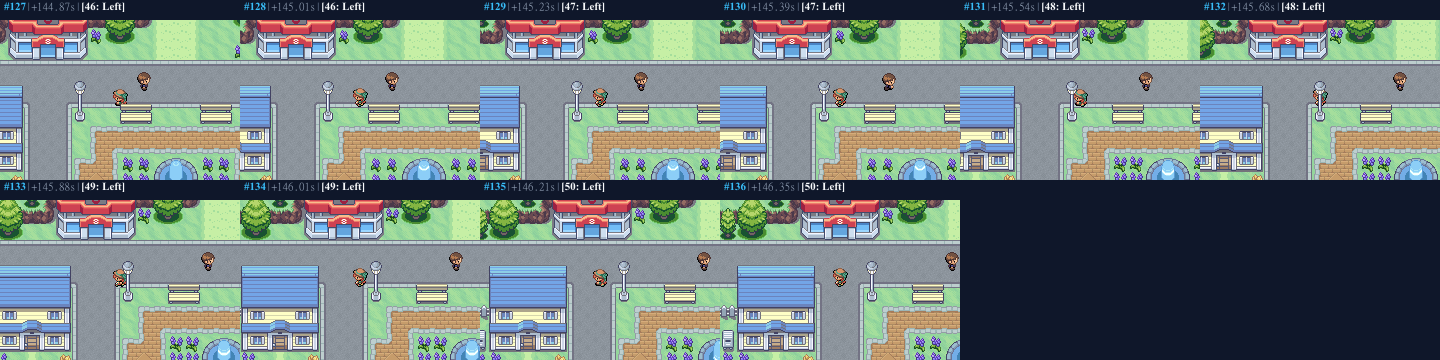 #127 | +144.87s | [46: Left]
#128 | +145.01s | [46: Left]
#129 | +145.23s | [47: Left]
#130 | +145.39s | [47: Left]
#131 | +145.54s | [48: Left]
#132 | +145.68s | [48: Left]
#133 | +145.88s | [49: Left]
#134 | +146.01s | [49: Left]
#135 | +146.21s | [50: Left]
#136 | +146.35s | [50: Left]